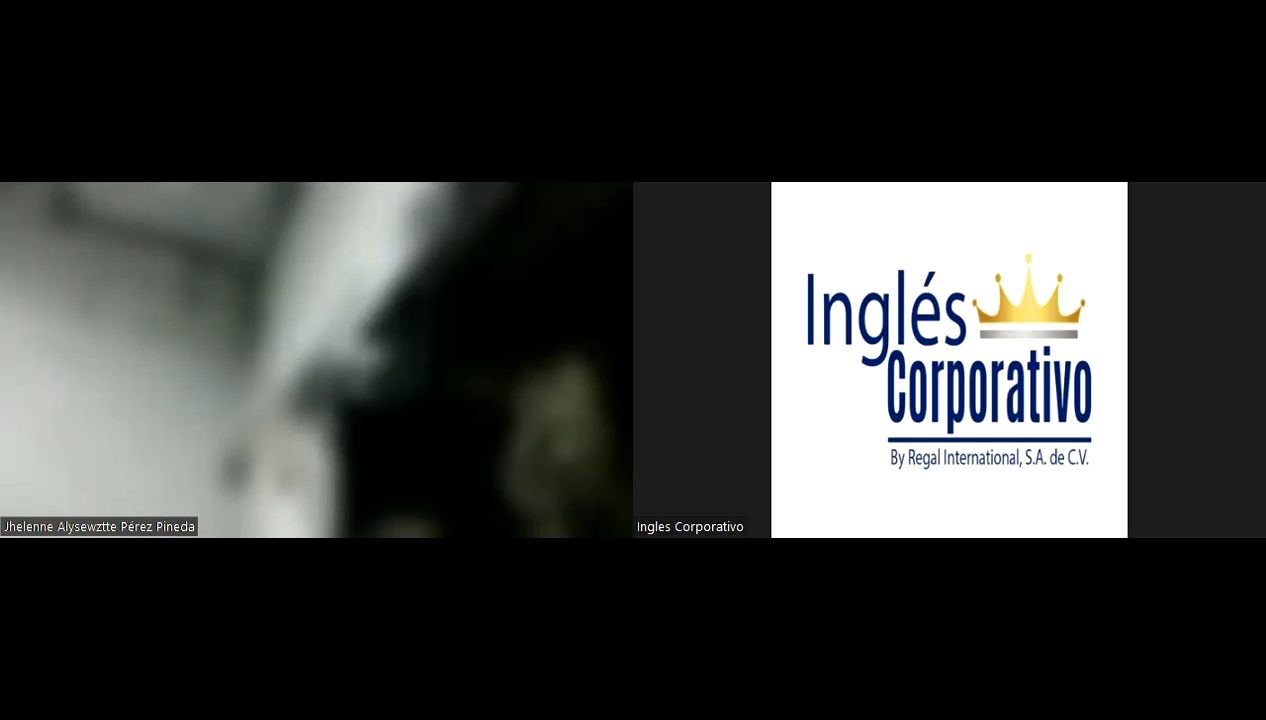 Inglés
Corporativo
By Regal International, S.A. de C.V.
Jhelenne Alysewztte Pérez Pineda
Ingles Corporativo